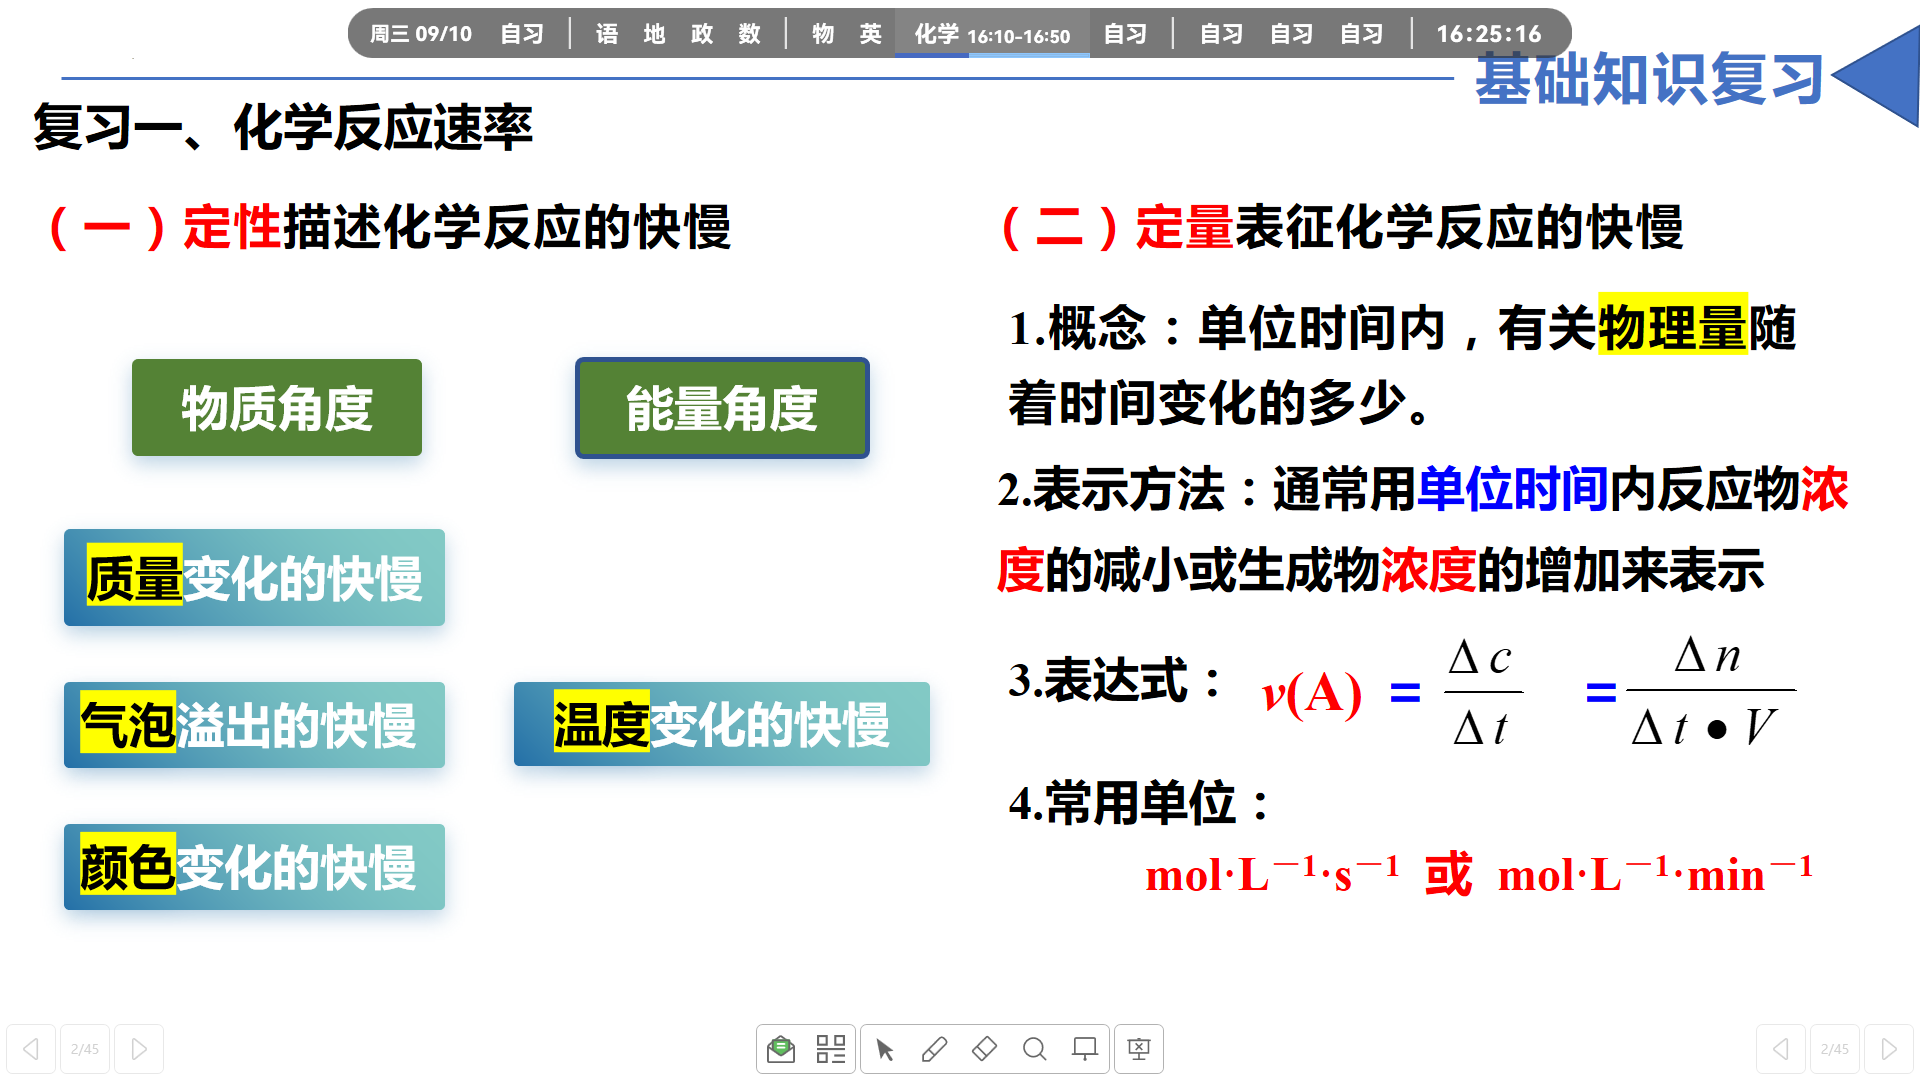 周三 09/10 自习 语 地 政 数 物 英 化学 16:10-16:50 自习 自习 自习 自习 16:25:16
基础知识复习
复习一、化学反应速率
（一）定性描述化学反应的快慢
物质角度
能量角度
质量变化的快慢
气泡溢出的快慢
温度变化的快慢
颜色变化的快慢
（二）定量表征化学反应的快慢
1.概念：单位时间内，有关物理量随
着时间变化的多少。
2.表示方法：通常用单位时间内反应物浓
度的减小或生成物浓度的增加来表示
3.表达式： v(A) = Δc/Δt = Δn/Δt●V
4.常用单位：
mol·L⁻¹·s⁻¹ 或 mol·L⁻¹·min⁻¹
2/45
2/45